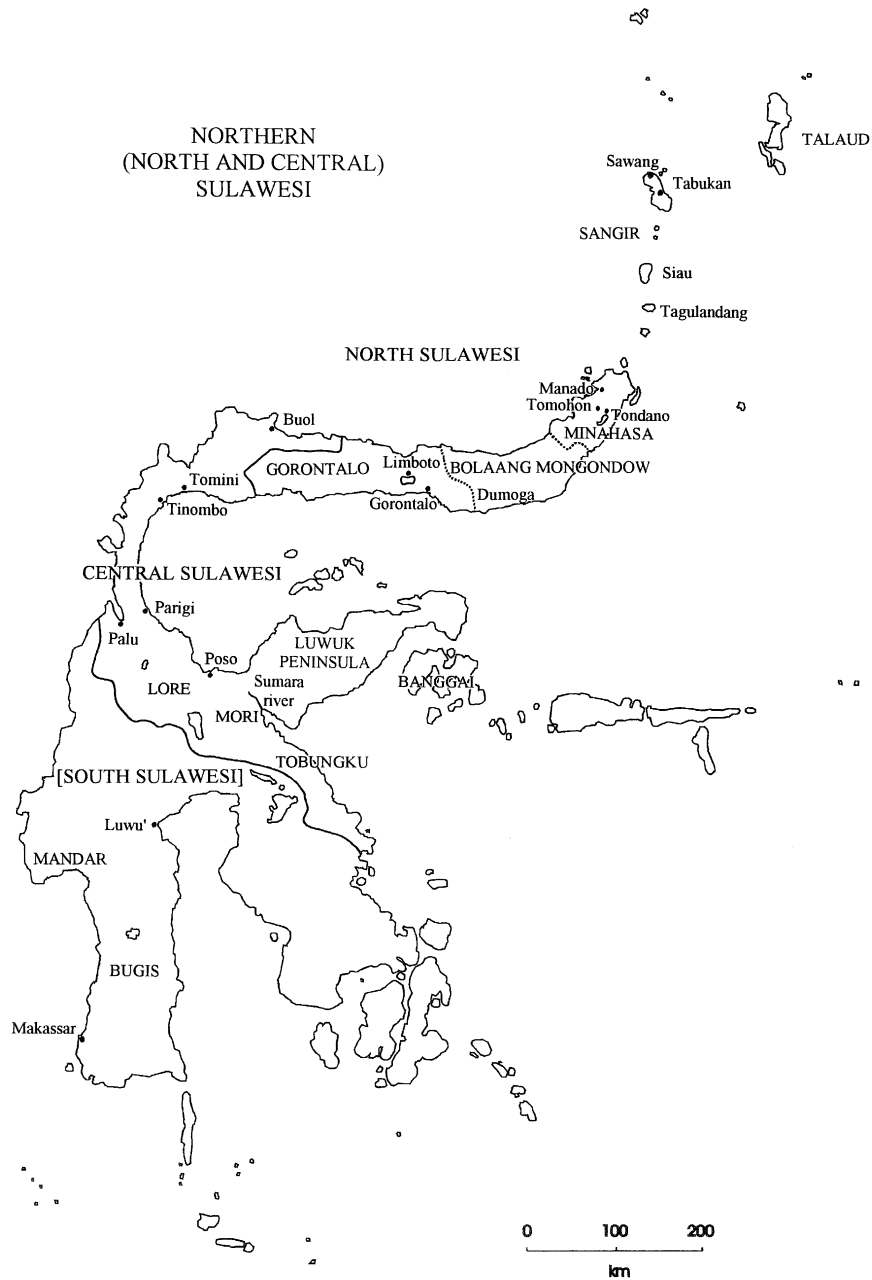 NORTHERN
(NORTH AND CENTRAL)
SULAWESI
TALAUD
Sawang
Tabukan
SANGIR
Siau
Tagulandang
NORTH SULAWESI
Manado
Tomohon
Tondano
MINAHASA
Buol
GORONTALO
Limboto
BOLAANG MONGONDOW
Tomini
Tinombo
Gorontalo
Dumoga
CENTRAL SULAWESI
Parigi
Palu
LUWUK
PENINSULA
Poso
Sumara
river
BANGGAI
LORE
MORI
TOBUNGKU
[SOUTH SULAWESI]
Luwu'
MANDAR
BUGIS
Makassar
0 100 200
km